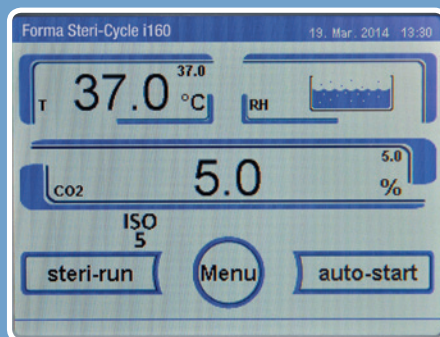 Forma Steri-Cycle i160
19. Mar. 2014 13:30
37.0
T 37.0 °C
RH
5.0
CO2 5.0 %
ISO
5
steri-run
Menu
auto-start